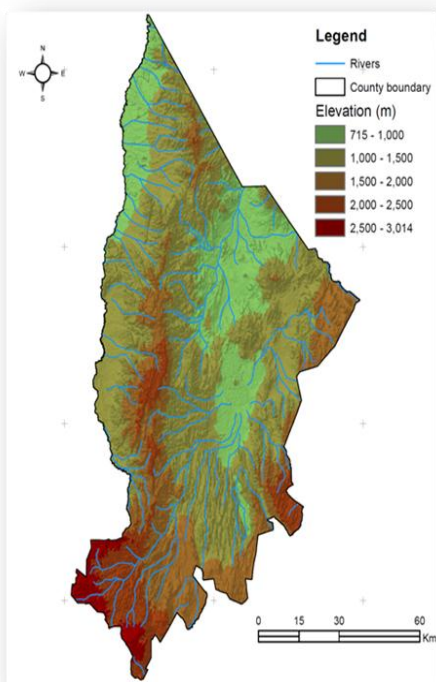 Legend
Rivers
County boundary
Elevation (m)
715 - 1,000
1,000 - 1,500
1,500 - 2,000
2,000 - 2,500
2,500 - 3,014
N
W E
S
0 15 30 60
Km